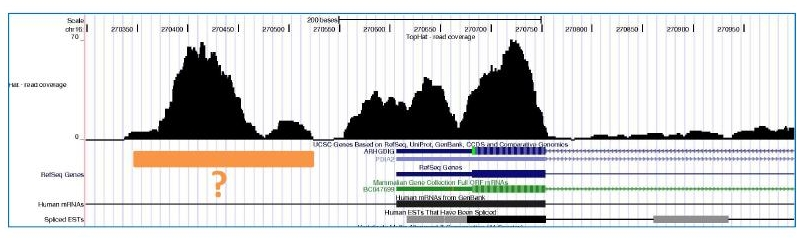 Scale
200 bases
chr16:
270350
270400
270450
270500
270550
270600
270650
270700
270750
270800
270850
270900
270950
TopHat - read coverage
70
Hat - read coverage
0
UCSC Genes Based on RefSeq, UniProt, GenBank, CCDS and Comparative Genomics
ARHGDIG
PDIA2
RefSeq Genes
RefSeq Genes
?
Mammalian Gene Collection Full ORF mRNAs
BC047699
Human mRNAs from GenBank
Human mRNAs
Human ESTs That Have Been Spliced
Spliced ESTs